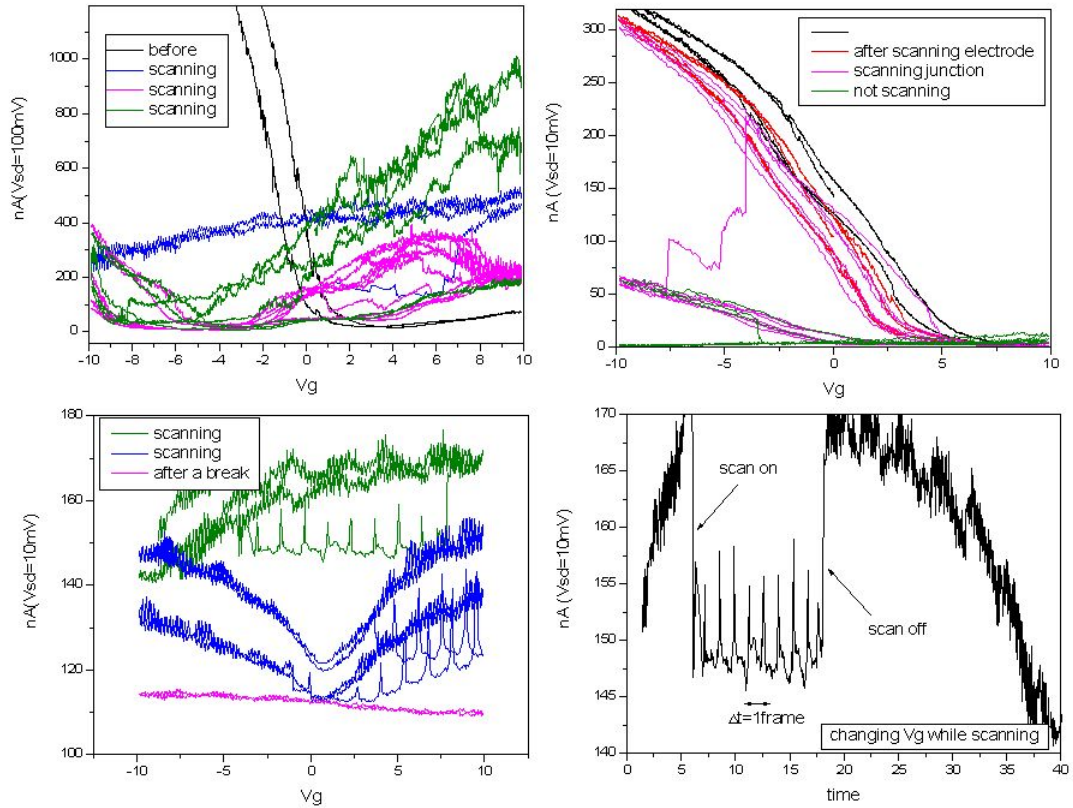 before
scanning
scanning
scanning
1000
800
600
400
200
0
nA(Vsd=100mV)
-10 -8 -6 -4 -2 0 2 4 6 8 10
Vg
after scanning electrode
scanning junction
not scanning
300
250
200
150
100
50
0
nA (Vsd=10mV)
-10 -5 0 5 10
Vg
scanning
scanning
after a break
180
160
140
120
100
nA(Vsd=10mV)
-10 -5 0 5 10
Vg
170
165
160
155
150
145
140
nA (Vsd=10mV)
scan on
scan off
Δt=1frame
changing Vg while scanning
0 5 10 15 20 25 30 35 40
time